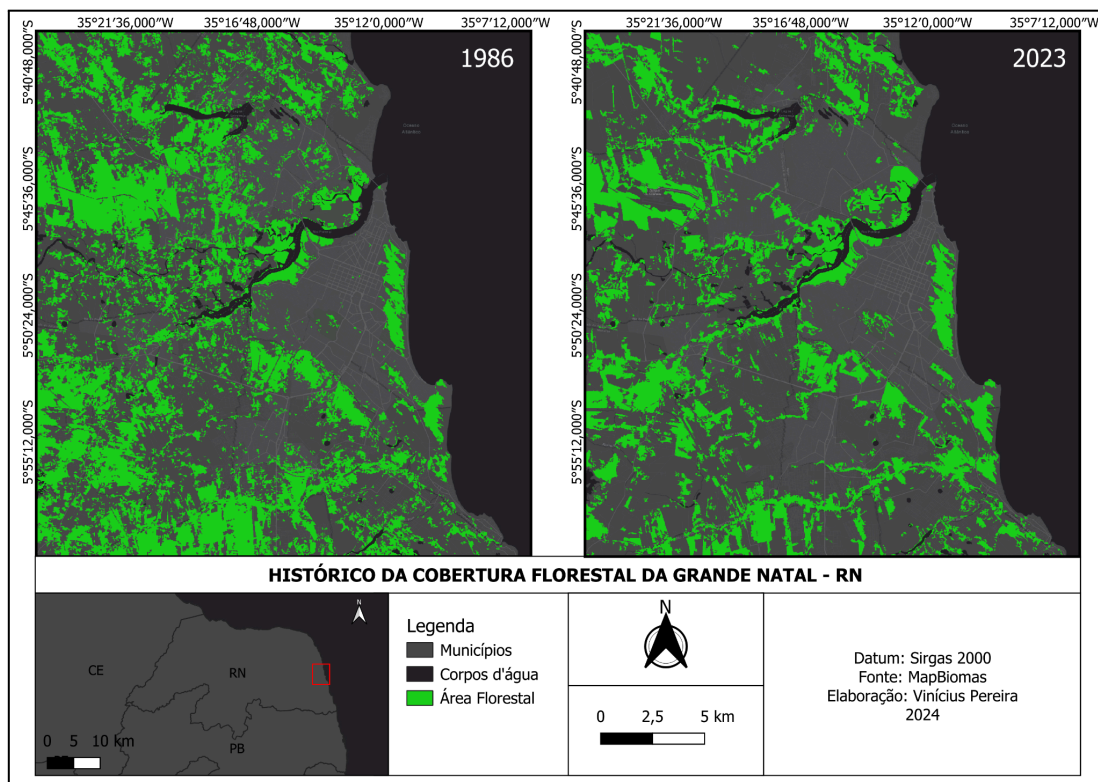 35°21'36,000"W 35°16'48,000"W 35°12'0,000"W 35°7'12,000"W
35°21'36,000"W 35°16'48,000"W 35°12'0,000"W 35°7'12,000"W
5°40'48,000"S
5°45'36,000"S
5°50'24,000"S
5°55'12,000"S
1986
5°40'48,000"S
5°45'36,000"S
5°50'24,000"S
5°55'12,000"S
2023
HISTÓRICO DA COBERTURA FLORESTAL DA GRANDE NATAL - RN
N
CE
RN
PB
0 5 10 km
Legenda
Municípios
Corpos d'água
Área Florestal
N
0 2,5 5 km
Datum: Sirgas 2000
Fonte: MapBiomas
Elaboração: Vinícius Pereira
2024